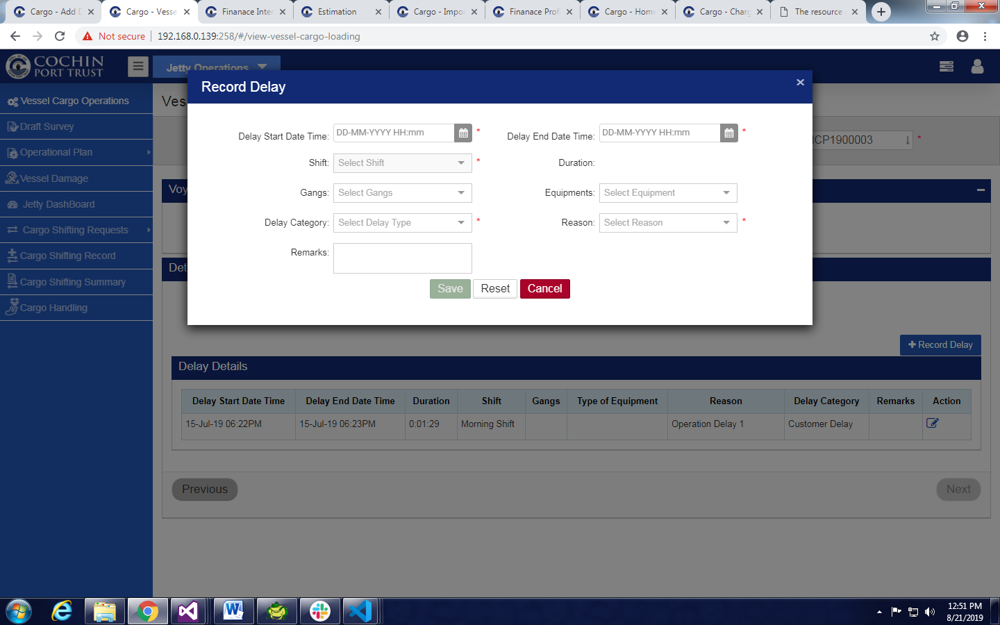 Cargo - Add D
Cargo - Vesse
Finanace Inter
Estimation
Cargo - Impor
Finanace Prof
Cargo - Home
Cargo - Charg
The resource
Not secure
192.168.0.139:258/#/view-vessel-cargo-loading
COCHIN
PORT TRUST
Jetty Operations
Vessel Cargo Operations
Draft Survey
Operational Plan
Vessel Damage
Jetty DashBoard
Cargo Shifting Requests
Cargo Shifting Record
Cargo Shifting Summary
Cargo Handling
Ves
ICP1900003 *
Voy
Det
Record Delay
Delay Start Date Time: DD-MM-YYYY HH:mm * Delay End Date Time: DD-MM-YYYY HH:mm *
Shift: Select Shift * Duration:
Gangs: Select Gangs Equipments: Select Equipment
Delay Category: Select Delay Type * Reason: Select Reason *
Remarks:
Save Reset Cancel
Record Delay
Delay Details
Delay Start Date Time Delay End Date Time Duration Shift Gangs Type of Equipment Reason Delay Category Remarks Action
15-Jul-19 06:22PM 15-Jul-19 06:23PM 0:01:29 Morning Shift Operation Delay 1 Customer Delay
Previous Next
12:51 PM
8/21/2019